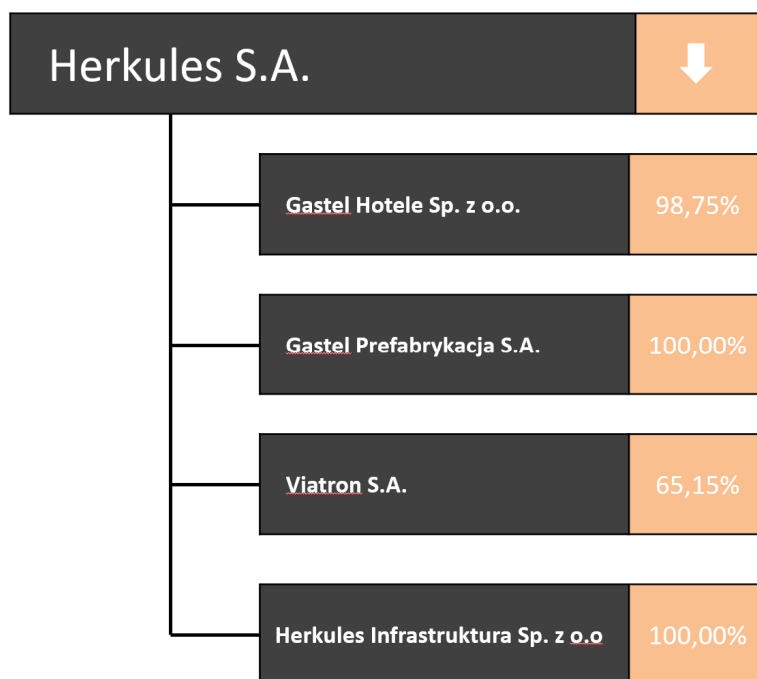 Herkules S.A.
Gastel Hotele Sp. z o.o. 98,75%
Gastel Prefabrykacja S.A. 100,00%
Viatron S.A. 65,15%
Herkules Infrastruktura Sp. z o.o 100,00%